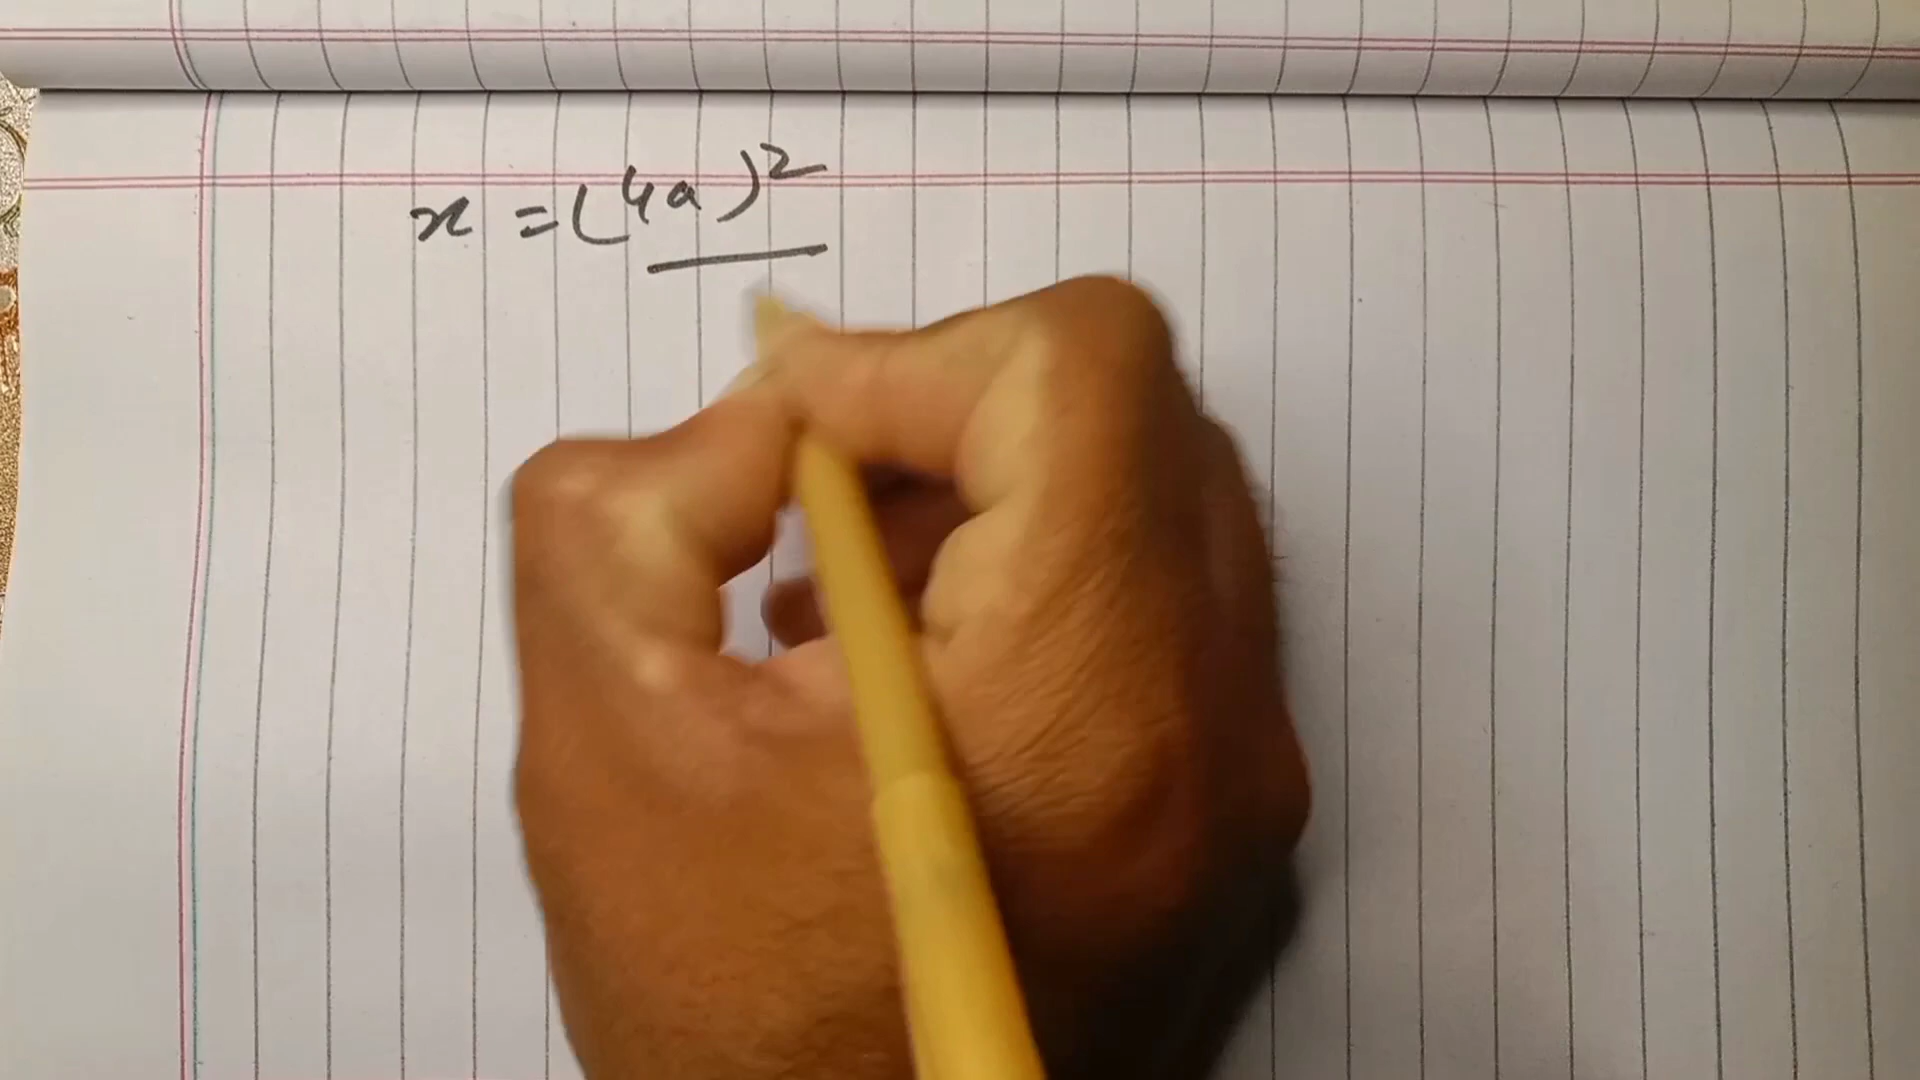 x = (4a)²